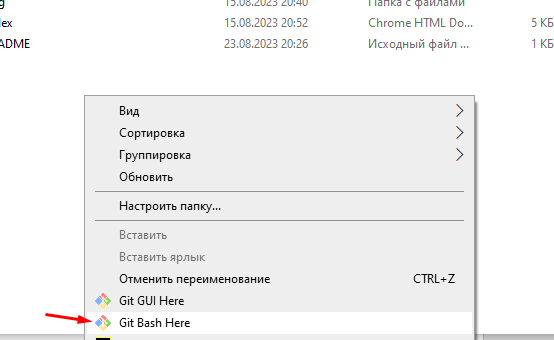 15.08.2023 20:40 Папка с файлами
15.08.2023 20:52 Chrome HTML Do... 5 КБ
23.08.2023 20:26 Исходный файл ... 1 КБ
Вид
Сортировка
Группировка
Обновить
Настроить папку...
Вставить
Вставить ярлык
Отменить переименование CTRL+Z
Git GUI Here
Git Bash Here